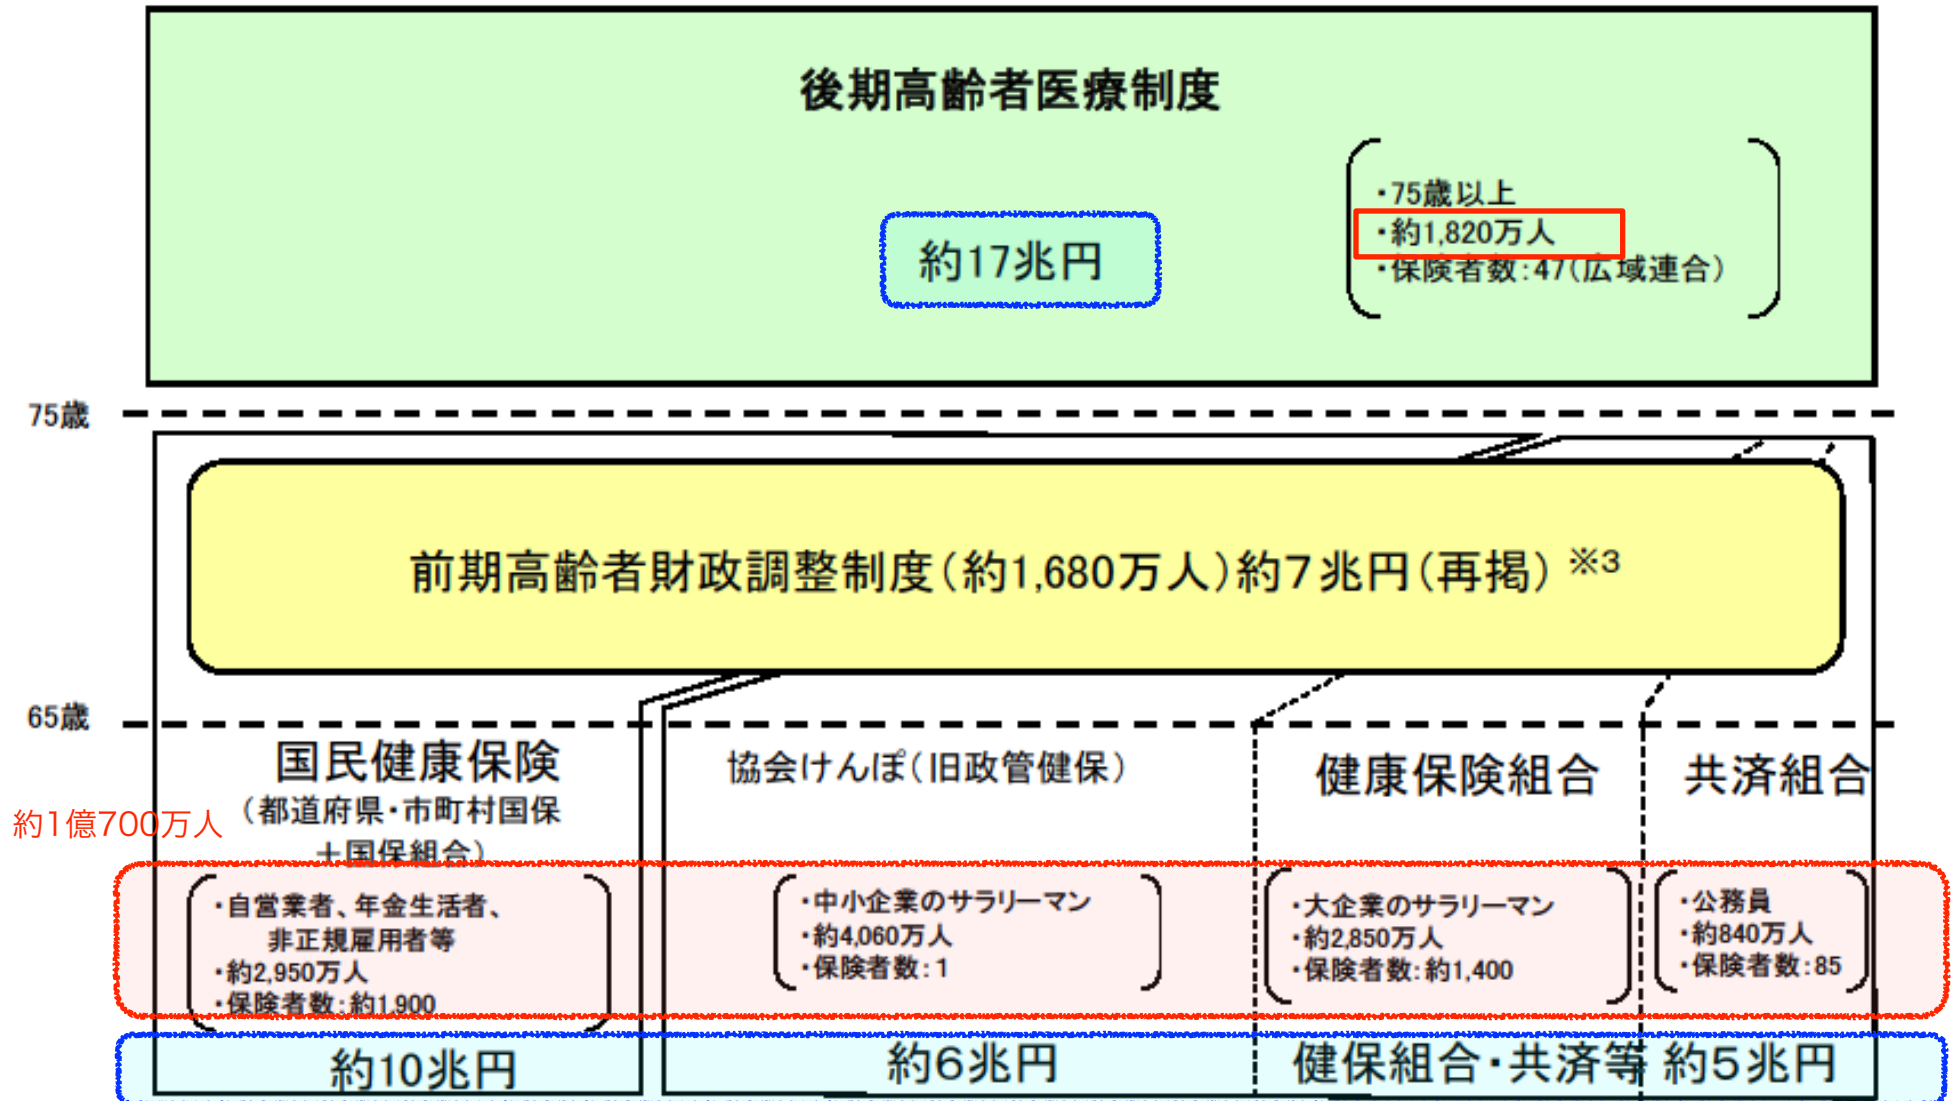 後期高齢者医療制度
・75歳以上
・約1,820万人
・保険者数:47(広域連合)
約17兆円
75歳
前期高齢者財政調整制度(約1,680万人)約7兆円(再掲)※3
65歳
国民健康保険
(都道府県・市町村国保
+国保組合)
約1億700万人
・自営業者、年金生活者、
非正規雇用者等
・約2,950万人
・保険者数:約1,900
約10兆円
協会けんぽ(旧政管健保)
・中小企業のサラリーマン
・約4,060万人
・保険者数:1
約6兆円
健康保険組合
・大企業のサラリーマン
・約2,850万人
・保険者数:約1,400
共済組合
・公務員
・約840万人
・保険者数:85
健保組合・共済等 約5兆円